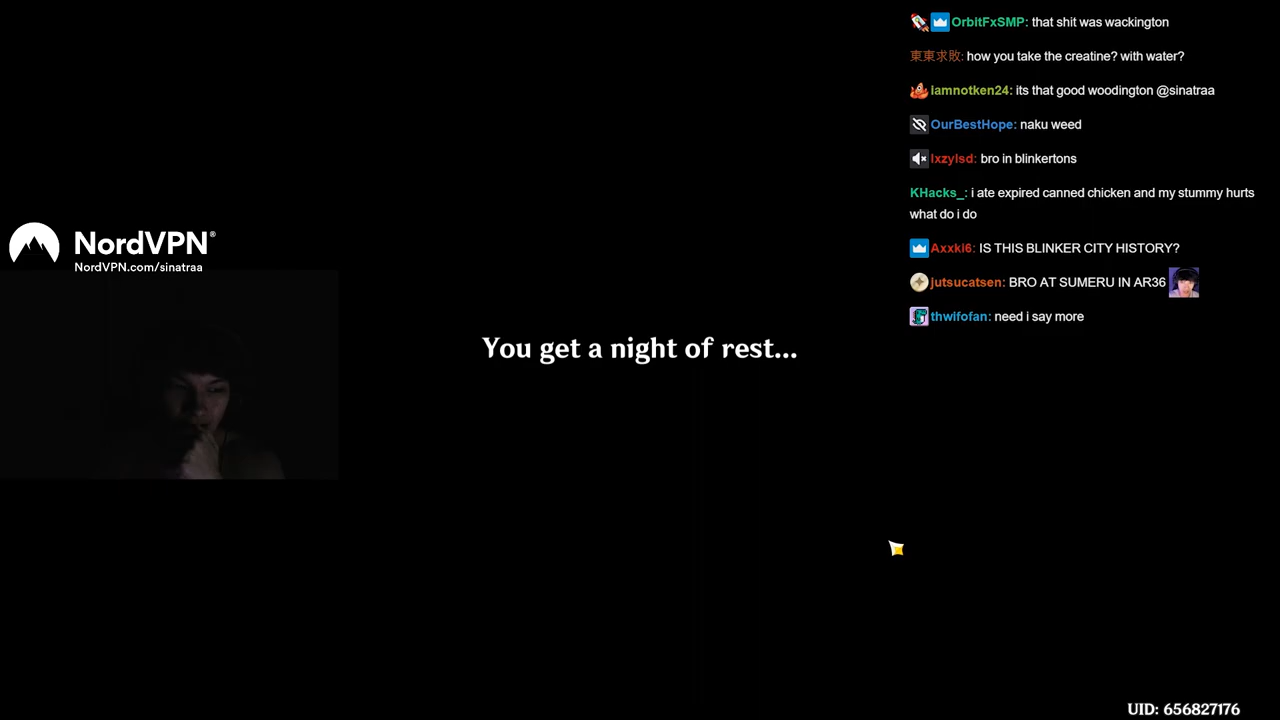 OrbitFxSMP: that shit was wackington
東東求敗: how you take the creatine? with water?
iamnotken24: its that good woodington @sinatraa
OurBestHope: naku weed
lxzylsd: bro in blinkertons
KHacks_: i ate expired canned chicken and my stummy hurts
what do i do
Axxki6: IS THIS BLINKER CITY HISTORY?
jutsucatsen: BRO AT SUMERU IN AR36
thwifofan: need i say more
NordVPN®
NordVPN.com/sinatraa
You get a night of rest...
UID: 656827176